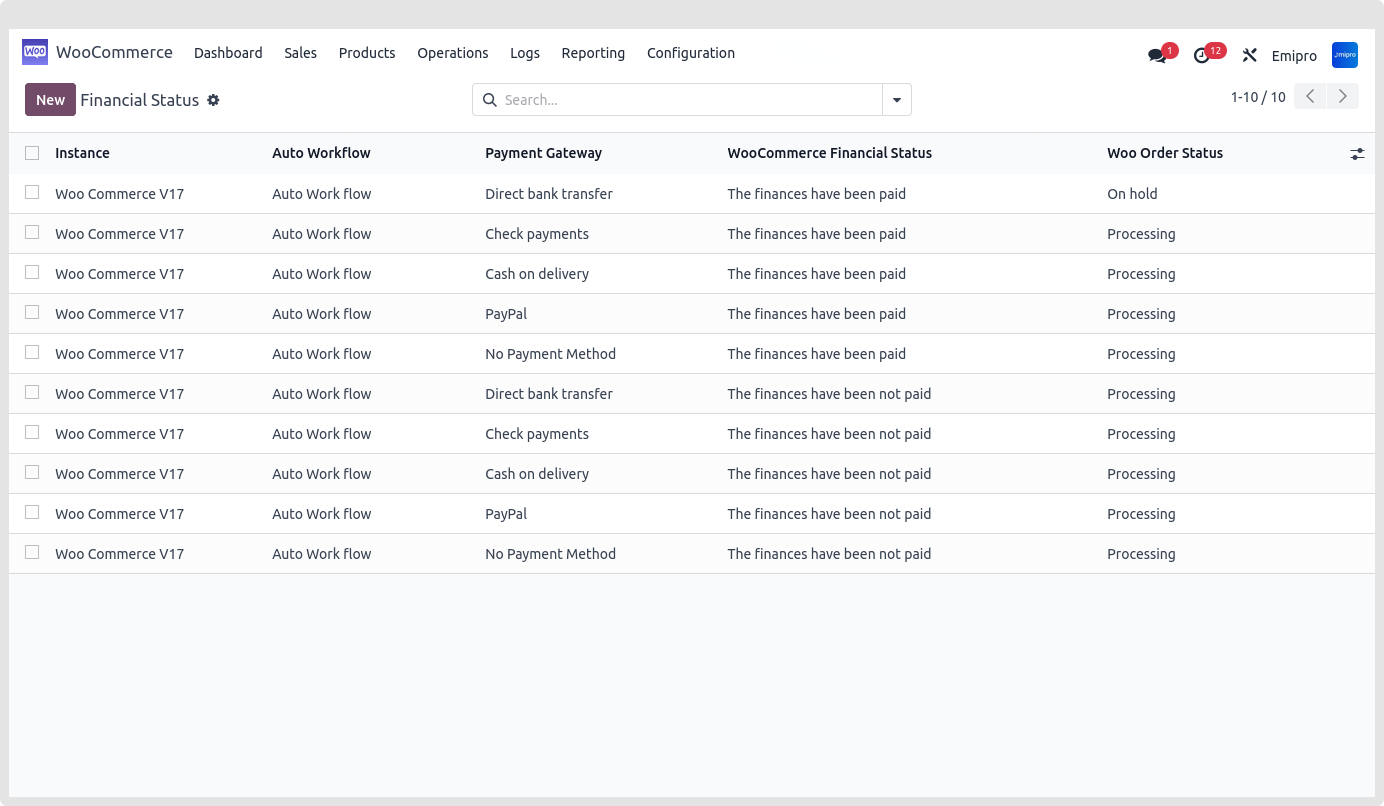 Woo WooCommerce Dashboard Sales Products Operations Logs Reporting Configuration 1 12 Emipro Jmipro
New Financial Status Search... 1-10 / 10
Instance Auto Workflow Payment Gateway WooCommerce Financial Status Woo Order Status
Woo Commerce V17 Auto Work flow Direct bank transfer The finances have been paid On hold
Woo Commerce V17 Auto Work flow Check payments The finances have been paid Processing
Woo Commerce V17 Auto Work flow Cash on delivery The finances have been paid Processing
Woo Commerce V17 Auto Work flow PayPal The finances have been paid Processing
Woo Commerce V17 Auto Work flow No Payment Method The finances have been paid Processing
Woo Commerce V17 Auto Work flow Direct bank transfer The finances have been not paid Processing
Woo Commerce V17 Auto Work flow Check payments The finances have been not paid Processing
Woo Commerce V17 Auto Work flow Cash on delivery The finances have been not paid Processing
Woo Commerce V17 Auto Work flow PayPal The finances have been not paid Processing
Woo Commerce V17 Auto Work flow No Payment Method The finances have been not paid Processing